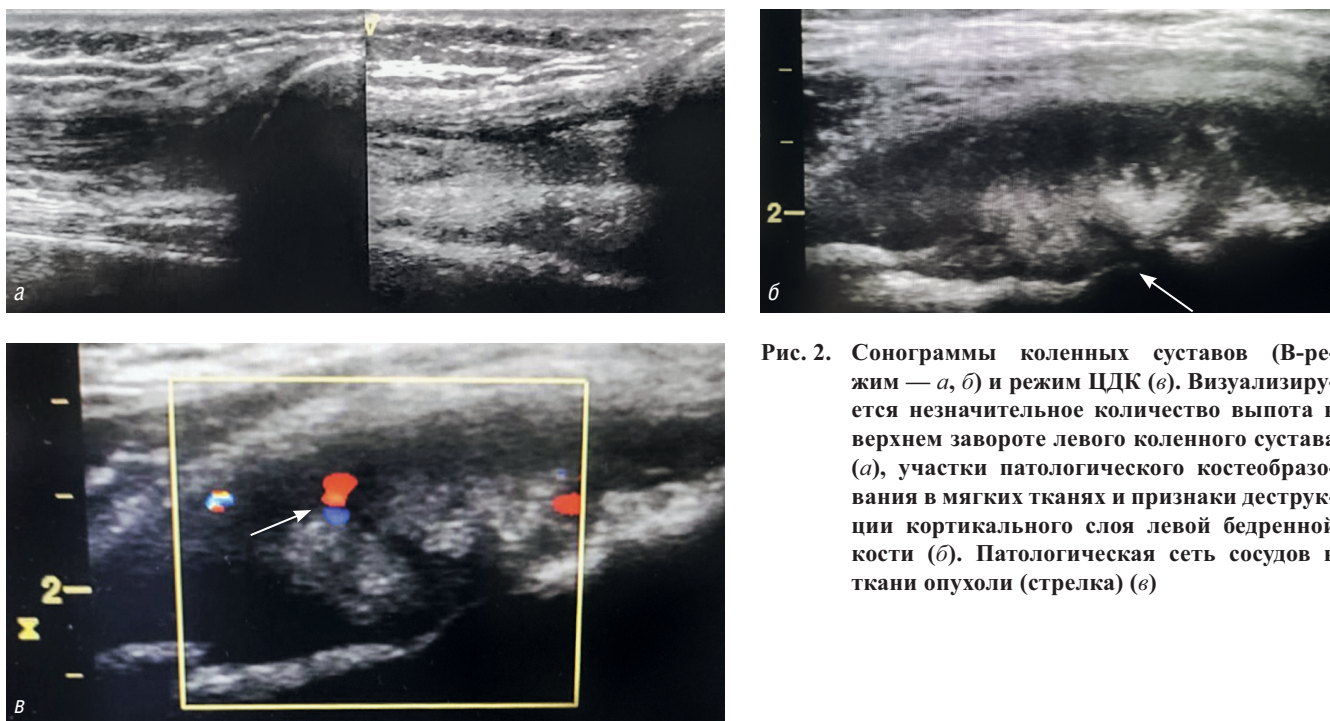 а
б
2
2
в
Рис. 2. Сонограммы коленных суставов (В-ре-
жим — а, б) и режим ЦДК (в). Визуализиру-
ется незначительное количество выпота
верхнем завороте левого коленного сустава
(а), участки патологического костеобразо-
вания в мягких тканях и признаки деструк-
ции кортикального слоя левой бедренной
кости (б). Патологическая сеть сосудов
ткани опухоли (стрелка) (в)